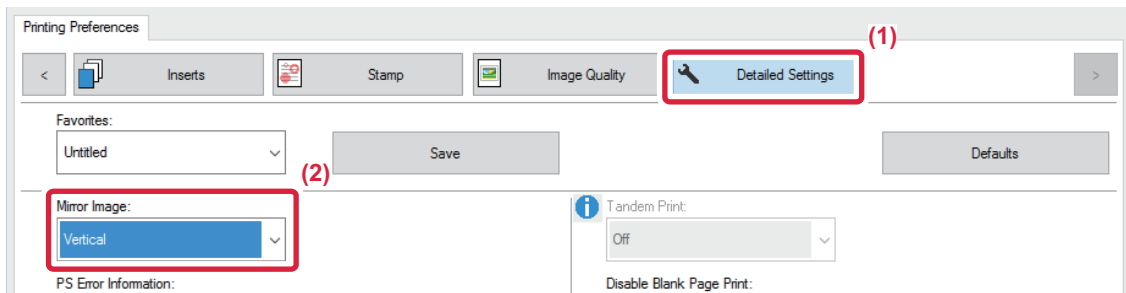 Printing Preferences
(1)
<
Inserts
Stamp
Image Quality
Detailed Settings
>
Favorites:
Untitled
Save
Defaults
(2)
Mirror Image:
Vertical
Tandem Print:
Off
PS Error Information:
Disable Blank Page Print: